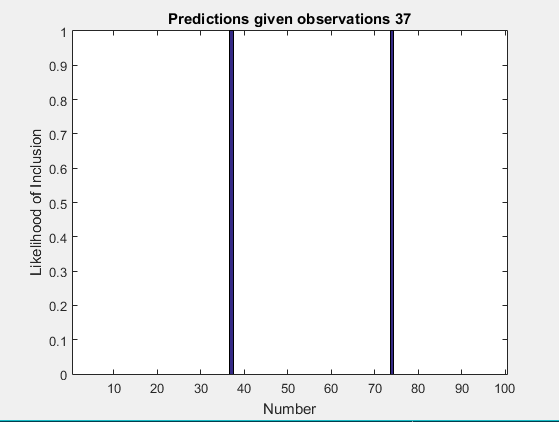 Predictions given observations 37
1
0.9
0.8
0.7
0.6
0.5
0.4
0.3
0.2
0.1
0
Likelihood of Inclusion
10 20 30 40 50 60 70 80 90 100
Number